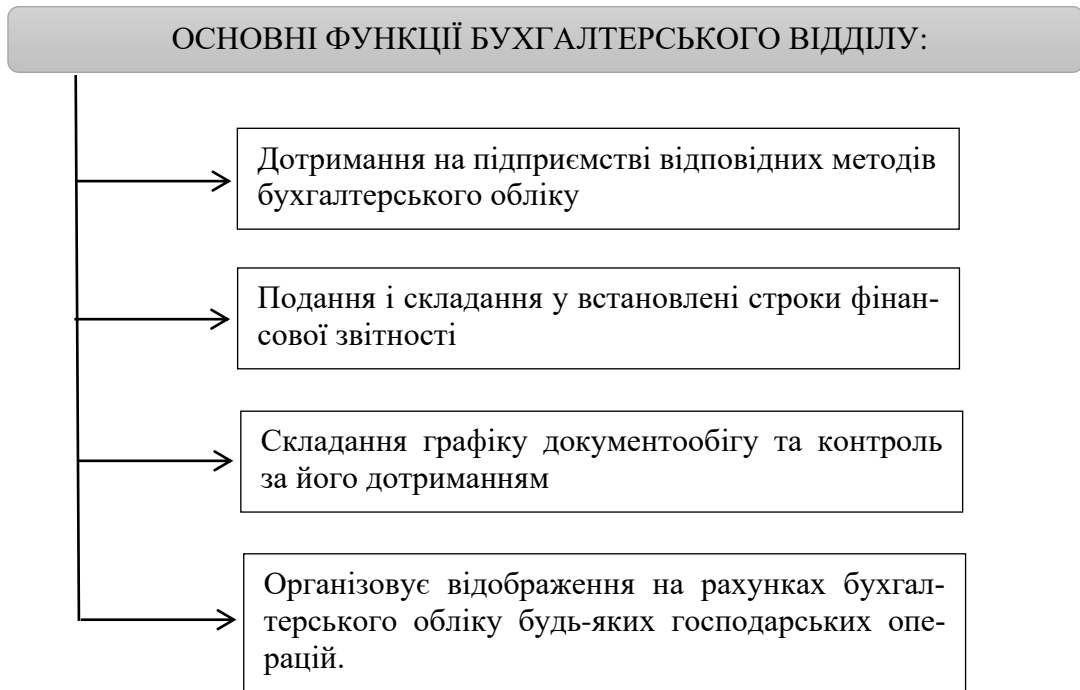 ОСНОВНІ ФУНКЦІЇ БУХГАЛТЕРСЬКОГО ВІДДІЛУ:
Дотримання на підприємстві відповідних методів
бухгалтерського обліку
Подання і складання у встановлені строки фінан-
сової звітності
Складання графіку документообігу та контроль
за його дотриманням
Організовує відображення на рахунках бухгал-
терського обліку будь-яких господарських опе-
рацій.